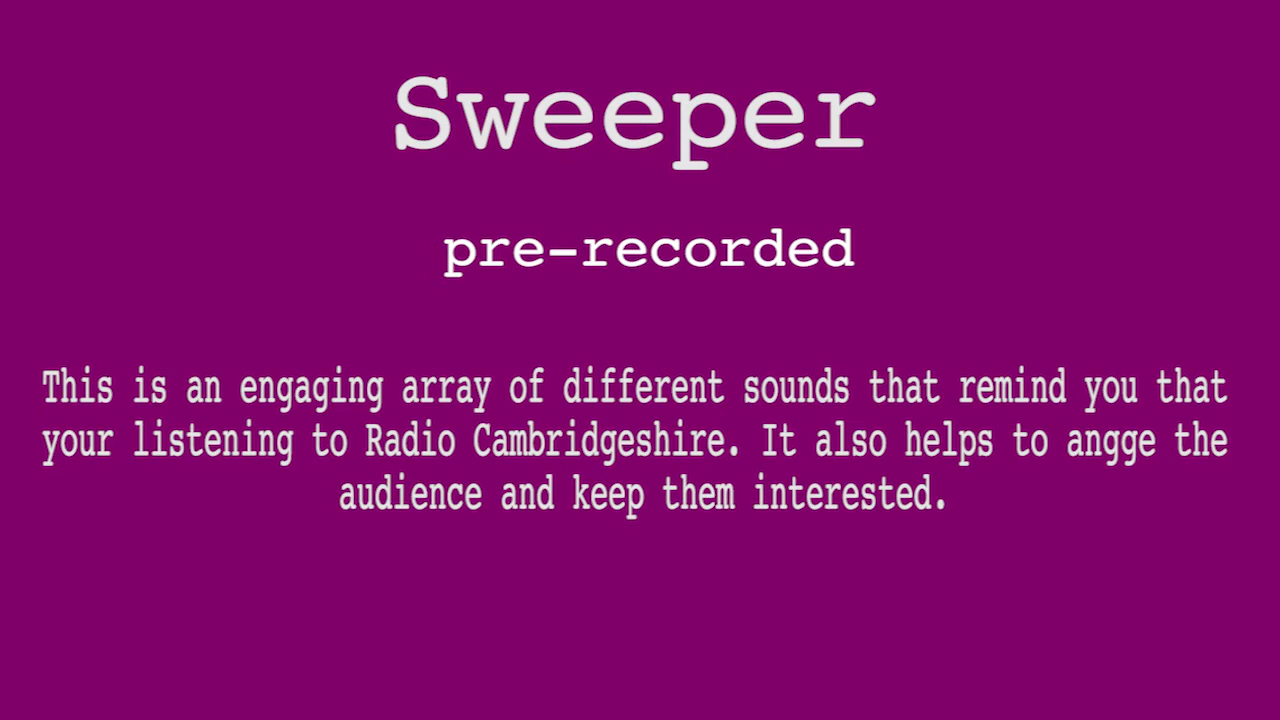 Sweeper
pre-recorded
This is an engaging array of different sounds that remind you that
your listening to Radio Cambridgeshire. It also helps to angge the
audience and keep them interested.